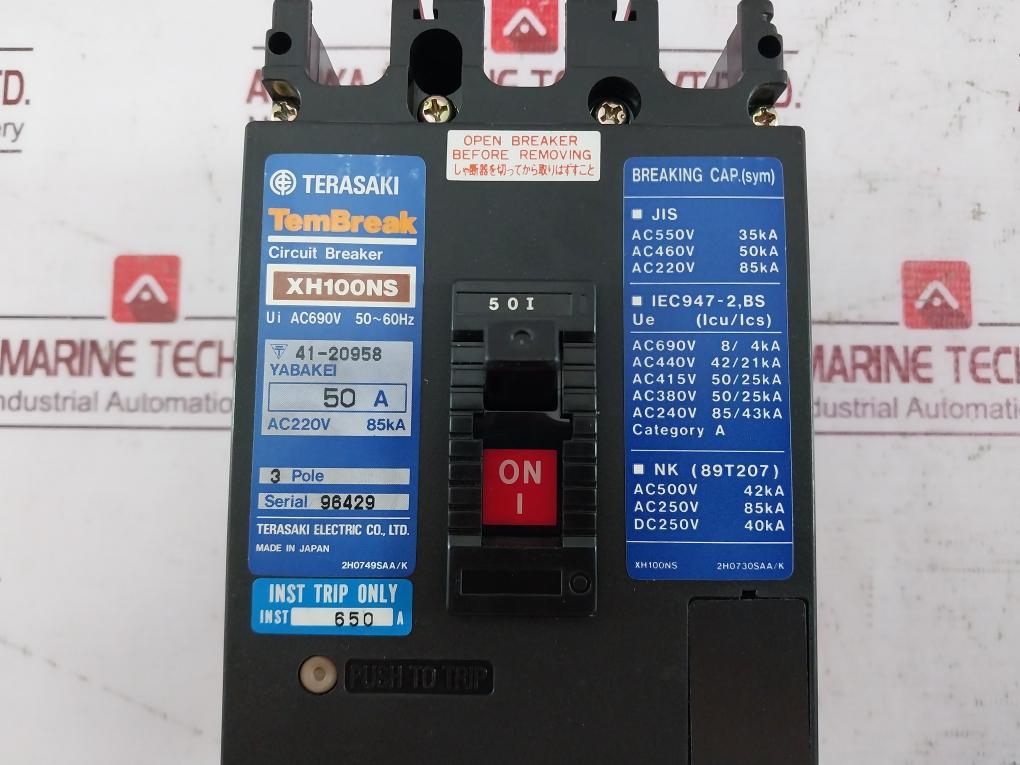 OPEN BREAKER
BEFORE REMOVING
しゃ断器を切ってから取りはずすこと
TERASAKI
TemBreak
Circuit Breaker
XH100NS
Ui AC690V 50~60Hz
41-20958
YABAKEI
50 A
AC220V 85kA
3 Pole
Serial 96429
TERASAKI ELECTRIC CO., LTD.
MADE IN JAPAN
2H0749SAA/K
INST TRIP ONLY
INST 650 A
PUSH TO TRIP
50I
ON
I
BREAKING CAP.(sym)
■ JIS
AC550V 35kA
AC460V 50kA
AC220V 85kA
■ IEC947-2,BS
Ue (Icu/Ics)
AC690V 8/ 4kA
AC440V 42/21kA
AC415V 50/25kA
AC380V 50/25kA
AC240V 85/43kA
Category A
■ NK (89T207)
AC500V 42kA
AC250V 85kA
DC250V 40kA
XH100NS 2H0730SAA/K
TD.
MARINE TECH
Industrial Automation
MARINE TECH
dustrial Automation